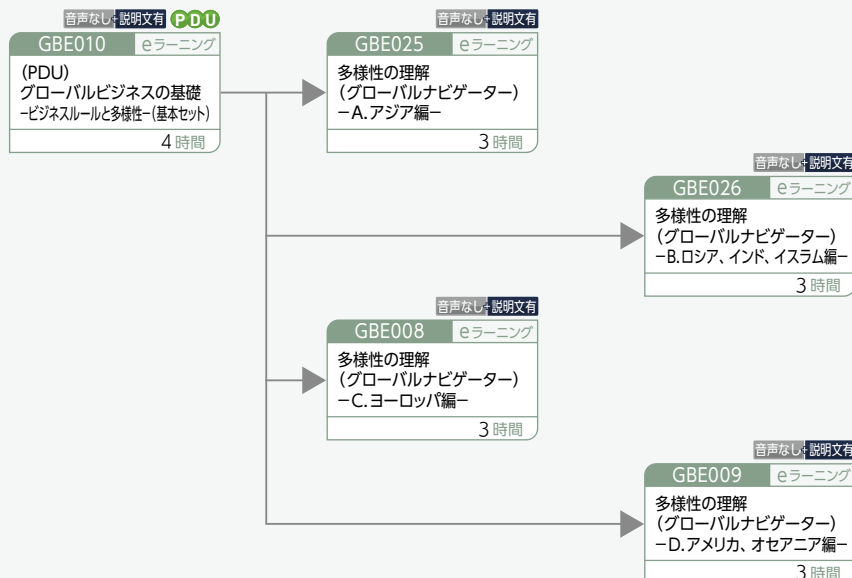 音声なし+説明文有 PDU
GBE010 eラーニング
(PDU)
グローバルビジネスの基礎
−ビジネスルールと多様性−(基本セット)
4時間
音声なし+説明文有
GBE025 eラーニング
多様性の理解
(グローバルナビゲーター)
−A.アジア編−
3時間
音声なし+説明文有
GBE026 eラーニング
多様性の理解
(グローバルナビゲーター)
−B.ロシア、インド、イスラム編−
3時間
音声なし+説明文有
GBE008 eラーニング
多様性の理解
(グローバルナビゲーター)
−C.ヨーロッパ編−
3時間
音声なし+説明文有
GBE009 eラーニング
多様性の理解
(グローバルナビゲーター)
−D.アメリカ、オセアニア編−
3時間